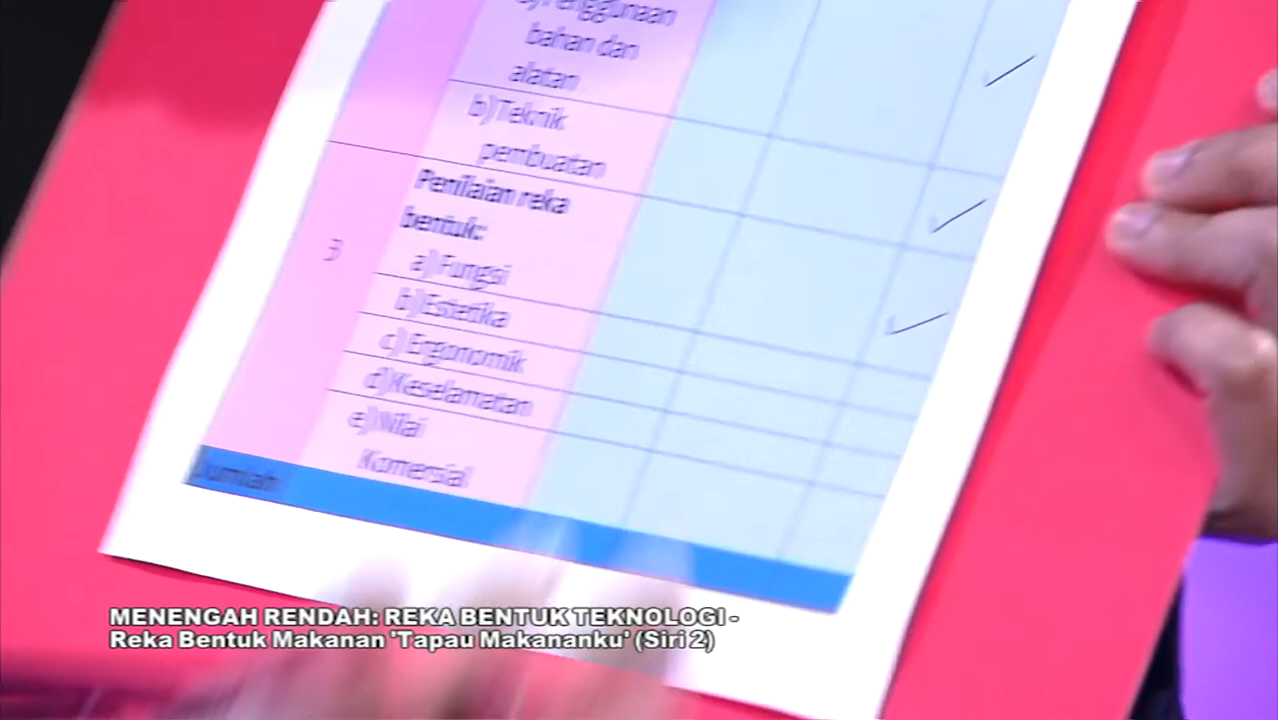 a) Penggunaan
bahan dan
alatan
b) Teknik
pembuatan
3
Penilaian reka
bentuk:
a) Fungsi
b) Estetika
c) Ergonomik
d) Keselamatan
e) Nilai
Komersial
Jumlah
MENENGAH RENDAH: REKA BENTUK TEKNOLOGI -
Reka Bentuk Makanan 'Tapau Makananku' (Siri 2)